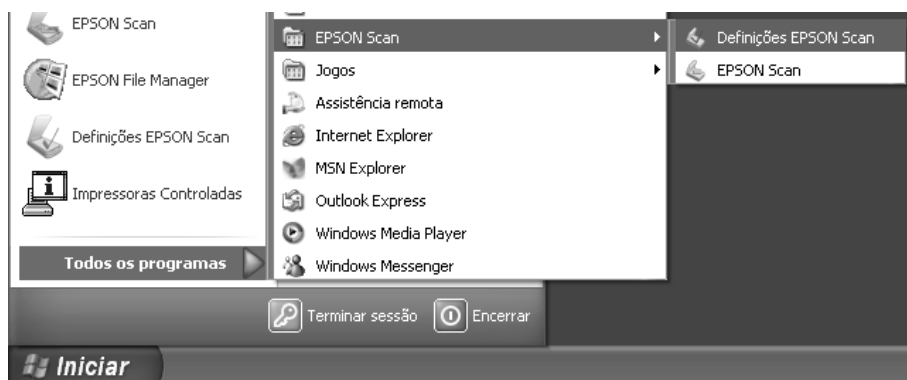 EPSON Scan
EPSON File Manager
Definições EPSON Scan
Impressoras Controladas
Todos os programas
EPSON Scan
Jogos
Assistência remota
Internet Explorer
MSN Explorer
Outlook Express
Windows Media Player
Windows Messenger
Definições EPSON Scan
EPSON Scan
Terminar sessão
Encerrar
Iniciar